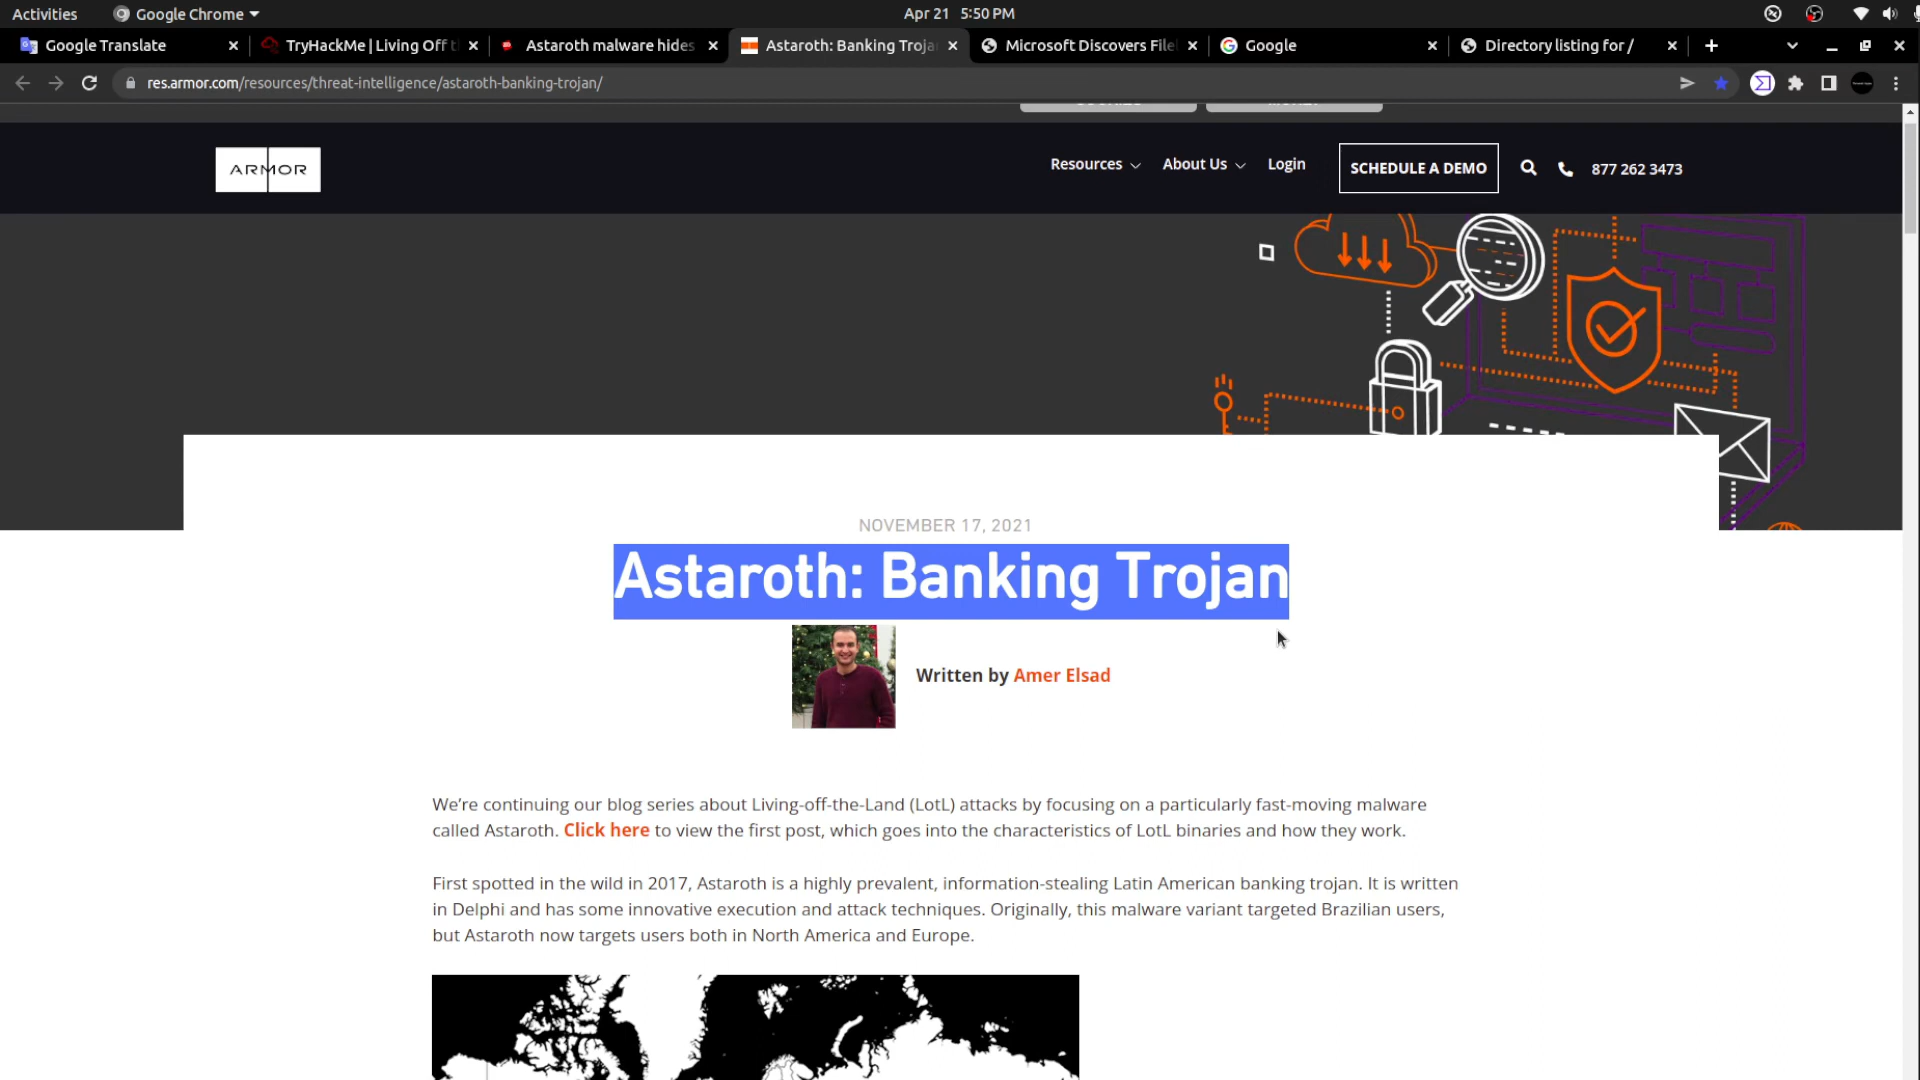 Activities
Google Chrome
Apr 21 5:50 PM
Google Translate
TryHackMe | Living Off t
Astaroth malware hides
Astaroth: Banking Troja
Microsoft Discovers File
Google
Directory listing for /
res.armor.com/resources/threat-intelligence/astaroth-banking-trojan/
ARMOR
Resources
About Us
Login
SCHEDULE A DEMO
877 262 3473
NOVEMBER 17, 2021
Astaroth: Banking Trojan
Written by Amer Elsad
We're continuing our blog series about Living-off-the-Land (LotL) attacks by focusing on a particularly fast-moving malware
called Astaroth. Click here to view the first post, which goes into the characteristics of LotL binaries and how they work.
First spotted in the wild in 2017, Astaroth is a highly prevalent, information-stealing Latin American banking trojan. It is written
in Delphi and has some innovative execution and attack techniques. Originally, this malware variant targeted Brazilian users,
but Astaroth now targets users both in North America and Europe.